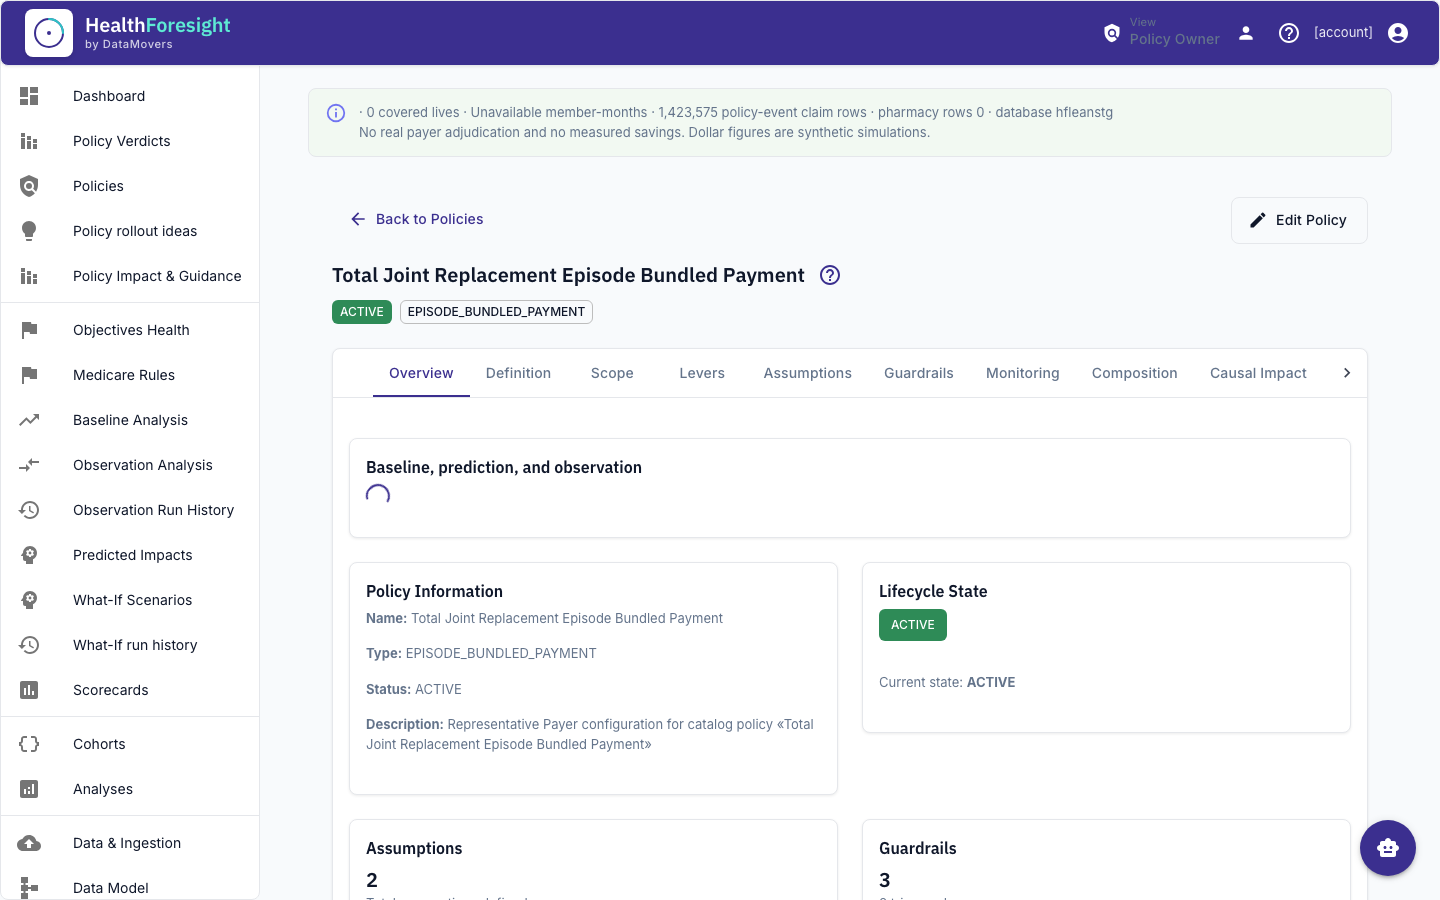 HealthForesight
by DataMovers
View
Policy Owner
[account]
Dashboard
Policy Verdicts
Policies
Policy rollout ideas
Policy Impact & Guidance
Objectives Health
Medicare Rules
Baseline Analysis
Observation Analysis
Observation Run History
Predicted Impacts
What-If Scenarios
What-If run history
Scorecards
Cohorts
Analyses
Data & Ingestion
Data Model
· 0 covered lives · Unavailable member-months · 1,423,575 policy-event claim rows · pharmacy rows 0 · database hfleanstg
No real payer adjudication and no measured savings. Dollar figures are synthetic simulations.
Back to Policies
Edit Policy
Total Joint Replacement Episode Bundled Payment
ACTIVE
EPISODE_BUNDLED_PAYMENT
Overview
Definition
Scope
Levers
Assumptions
Guardrails
Monitoring
Composition
Causal Impact
Baseline, prediction, and observation
Policy Information
Name: Total Joint Replacement Episode Bundled Payment
Type: EPISODE_BUNDLED_PAYMENT
Status: ACTIVE
Description: Representative Payer configuration for catalog policy «Total
Joint Replacement Episode Bundled Payment»
Lifecycle State
ACTIVE
Current state: ACTIVE
Assumptions
2
Guardrails
3